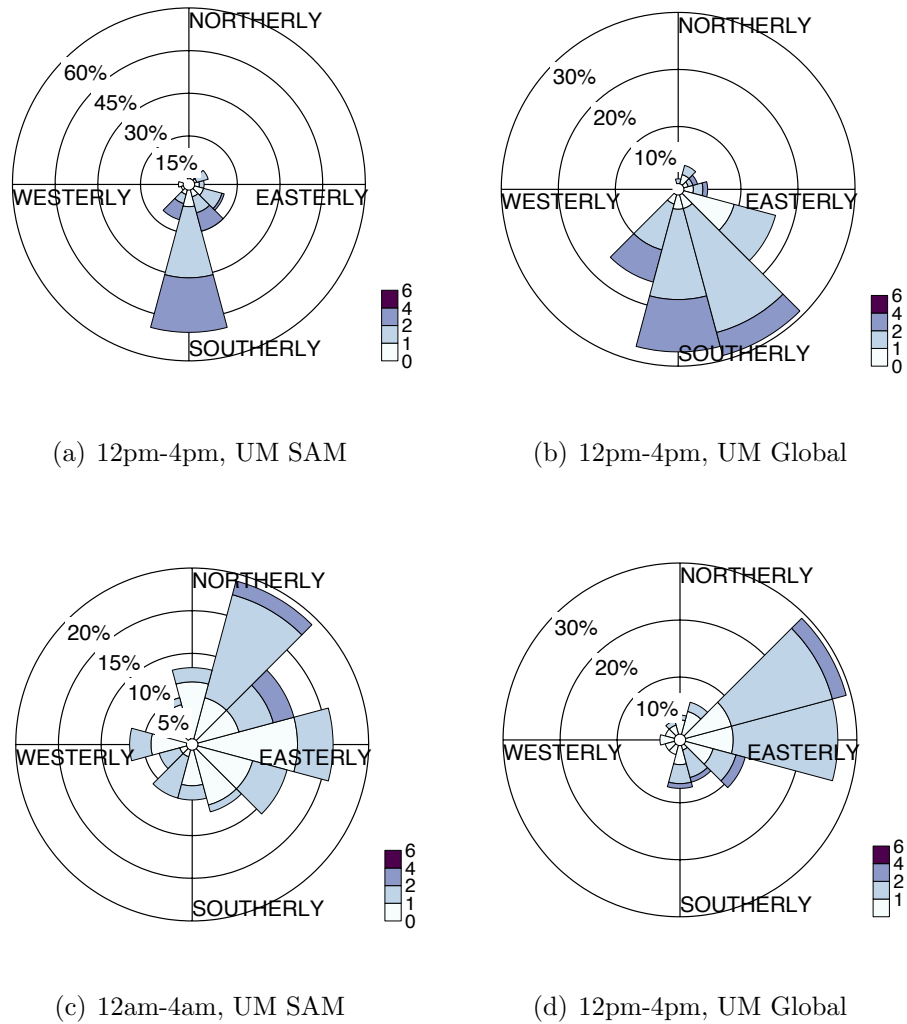 NORTHERLY
60%
45%
30%
15%
WESTERLY EASTERLY
6
4
2
1
0
SOUTHERLY
(a) 12pm-4pm, UM SAM
NORTHERLY
30%
20%
10%
WESTERLY EASTERLY
6
4
2
1
0
SOUTHERLY
(b) 12pm-4pm, UM Global
NORTHERLY
20%
15%
10%
5%
WESTERLY EASTERLY
6
4
2
1
0
SOUTHERLY
(c) 12am-4am, UM SAM
NORTHERLY
30%
20%
10%
WESTERLY EASTERLY
6
4
2
1
SOUTHERLY
(d) 12pm-4pm, UM Global